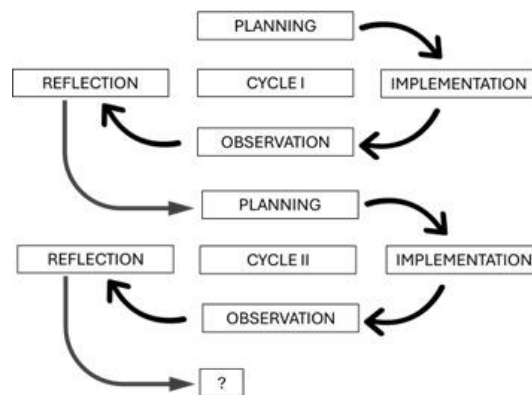 PLANNING
REFLECTION
CYCLE I
IMPLEMENTATION
OBSERVATION
PLANNING
REFLECTION
CYCLE II
IMPLEMENTATION
OBSERVATION
?